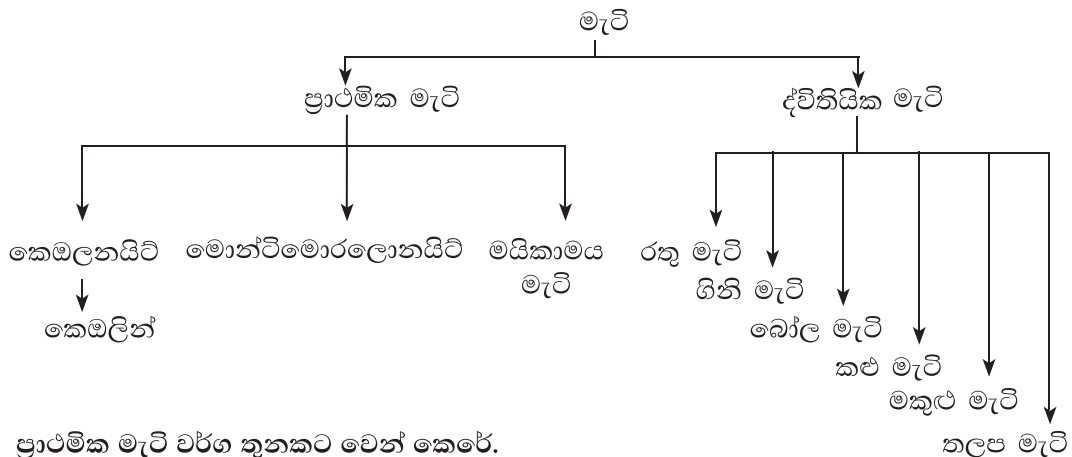 මැටි
ප්‍රාථමික මැටි
ද්විතියික මැටි
කෙඔලනයිට්
මොන්ටිමොරලොනයිට්
මයිකාමය
මැටි
කෙඔලින්
රතු මැටි
ගිනි මැටි
බෝල මැටි
කළු මැටි
මකුළු මැටි
තලප මැටි
ප්‍රාථමික මැටි වර්ග තුනකට වෙන් කෙරේ.